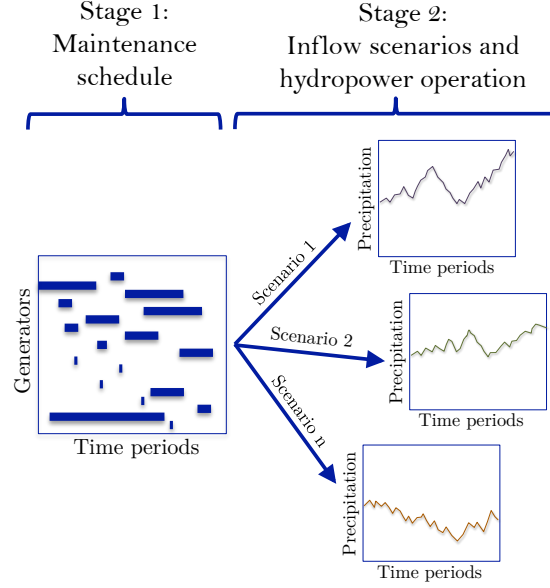 Stage 1:
Maintenance
schedule
Stage 2:
Inflow scenarios and
hydropower operation
Generators
Time periods
Scenario 1
Scenario 2
Scenario n
Precipitation
Time periods
Precipitation
Time periods
Precipitation
Time periods